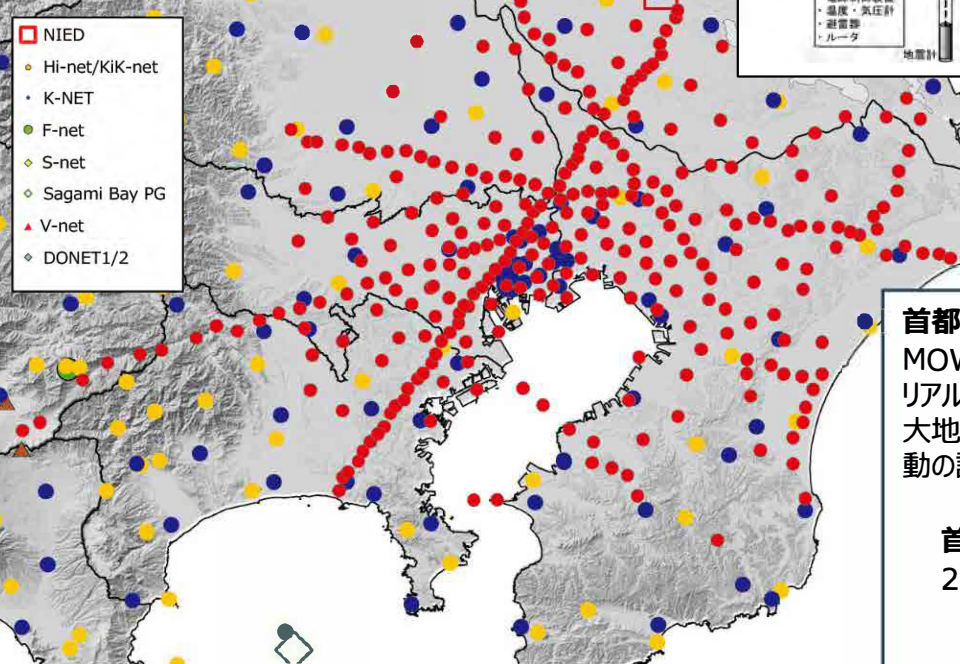 NIED
Hi-net/KiK-net
K-NET
F-net
S-net
Sagami Bay PG
V-net
DONET1/2
・温度・気圧計
・避雷器
・ルータ
地震計
首都
MOW
リアル
大地
動の
首
2